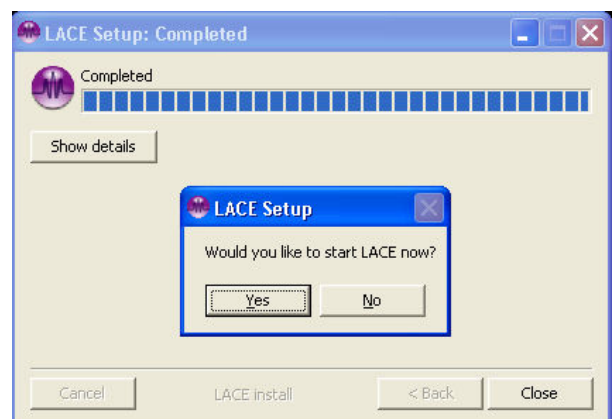 LACE Setup: Completed
Completed
Show details
LACE Setup
Would you like to start LACE now?
Yes
No
Cancel
LACE install
< Back
Close